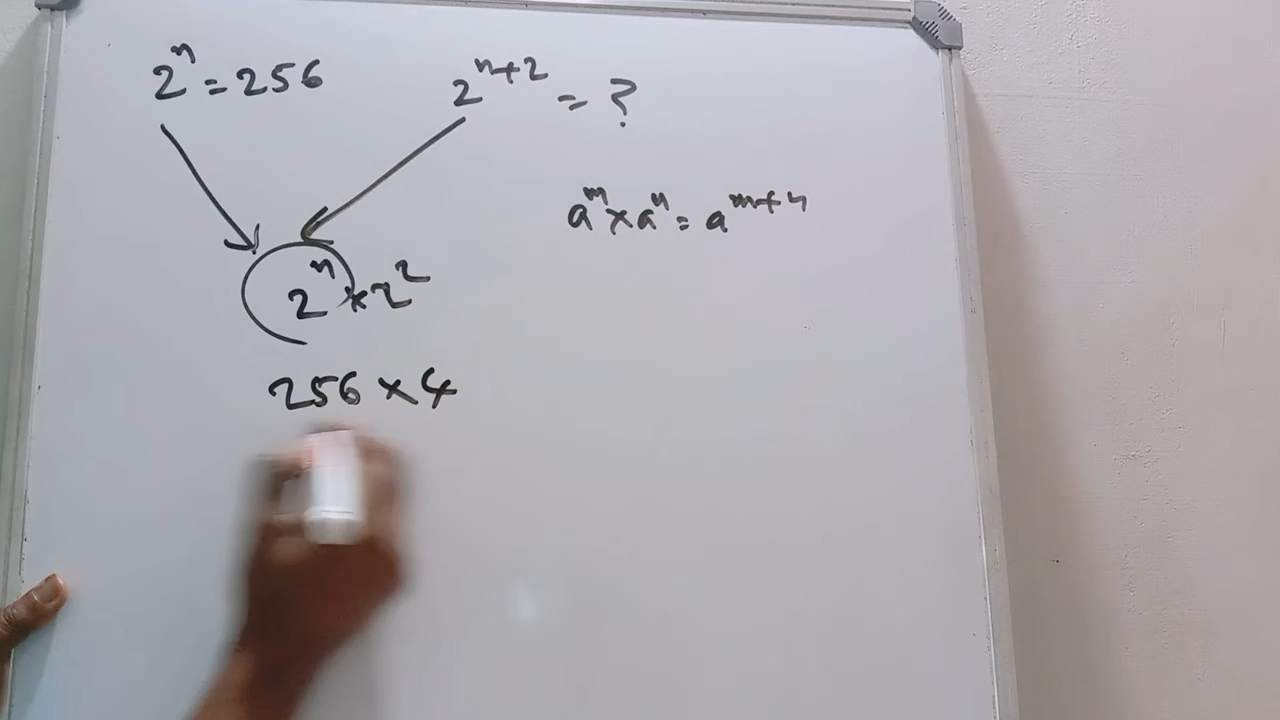 2ⁿ = 256
2ⁿ⁺² = ?
aᵐ × aⁿ = aᵐ⁺ⁿ
2ⁿ × 2²
256 × 4